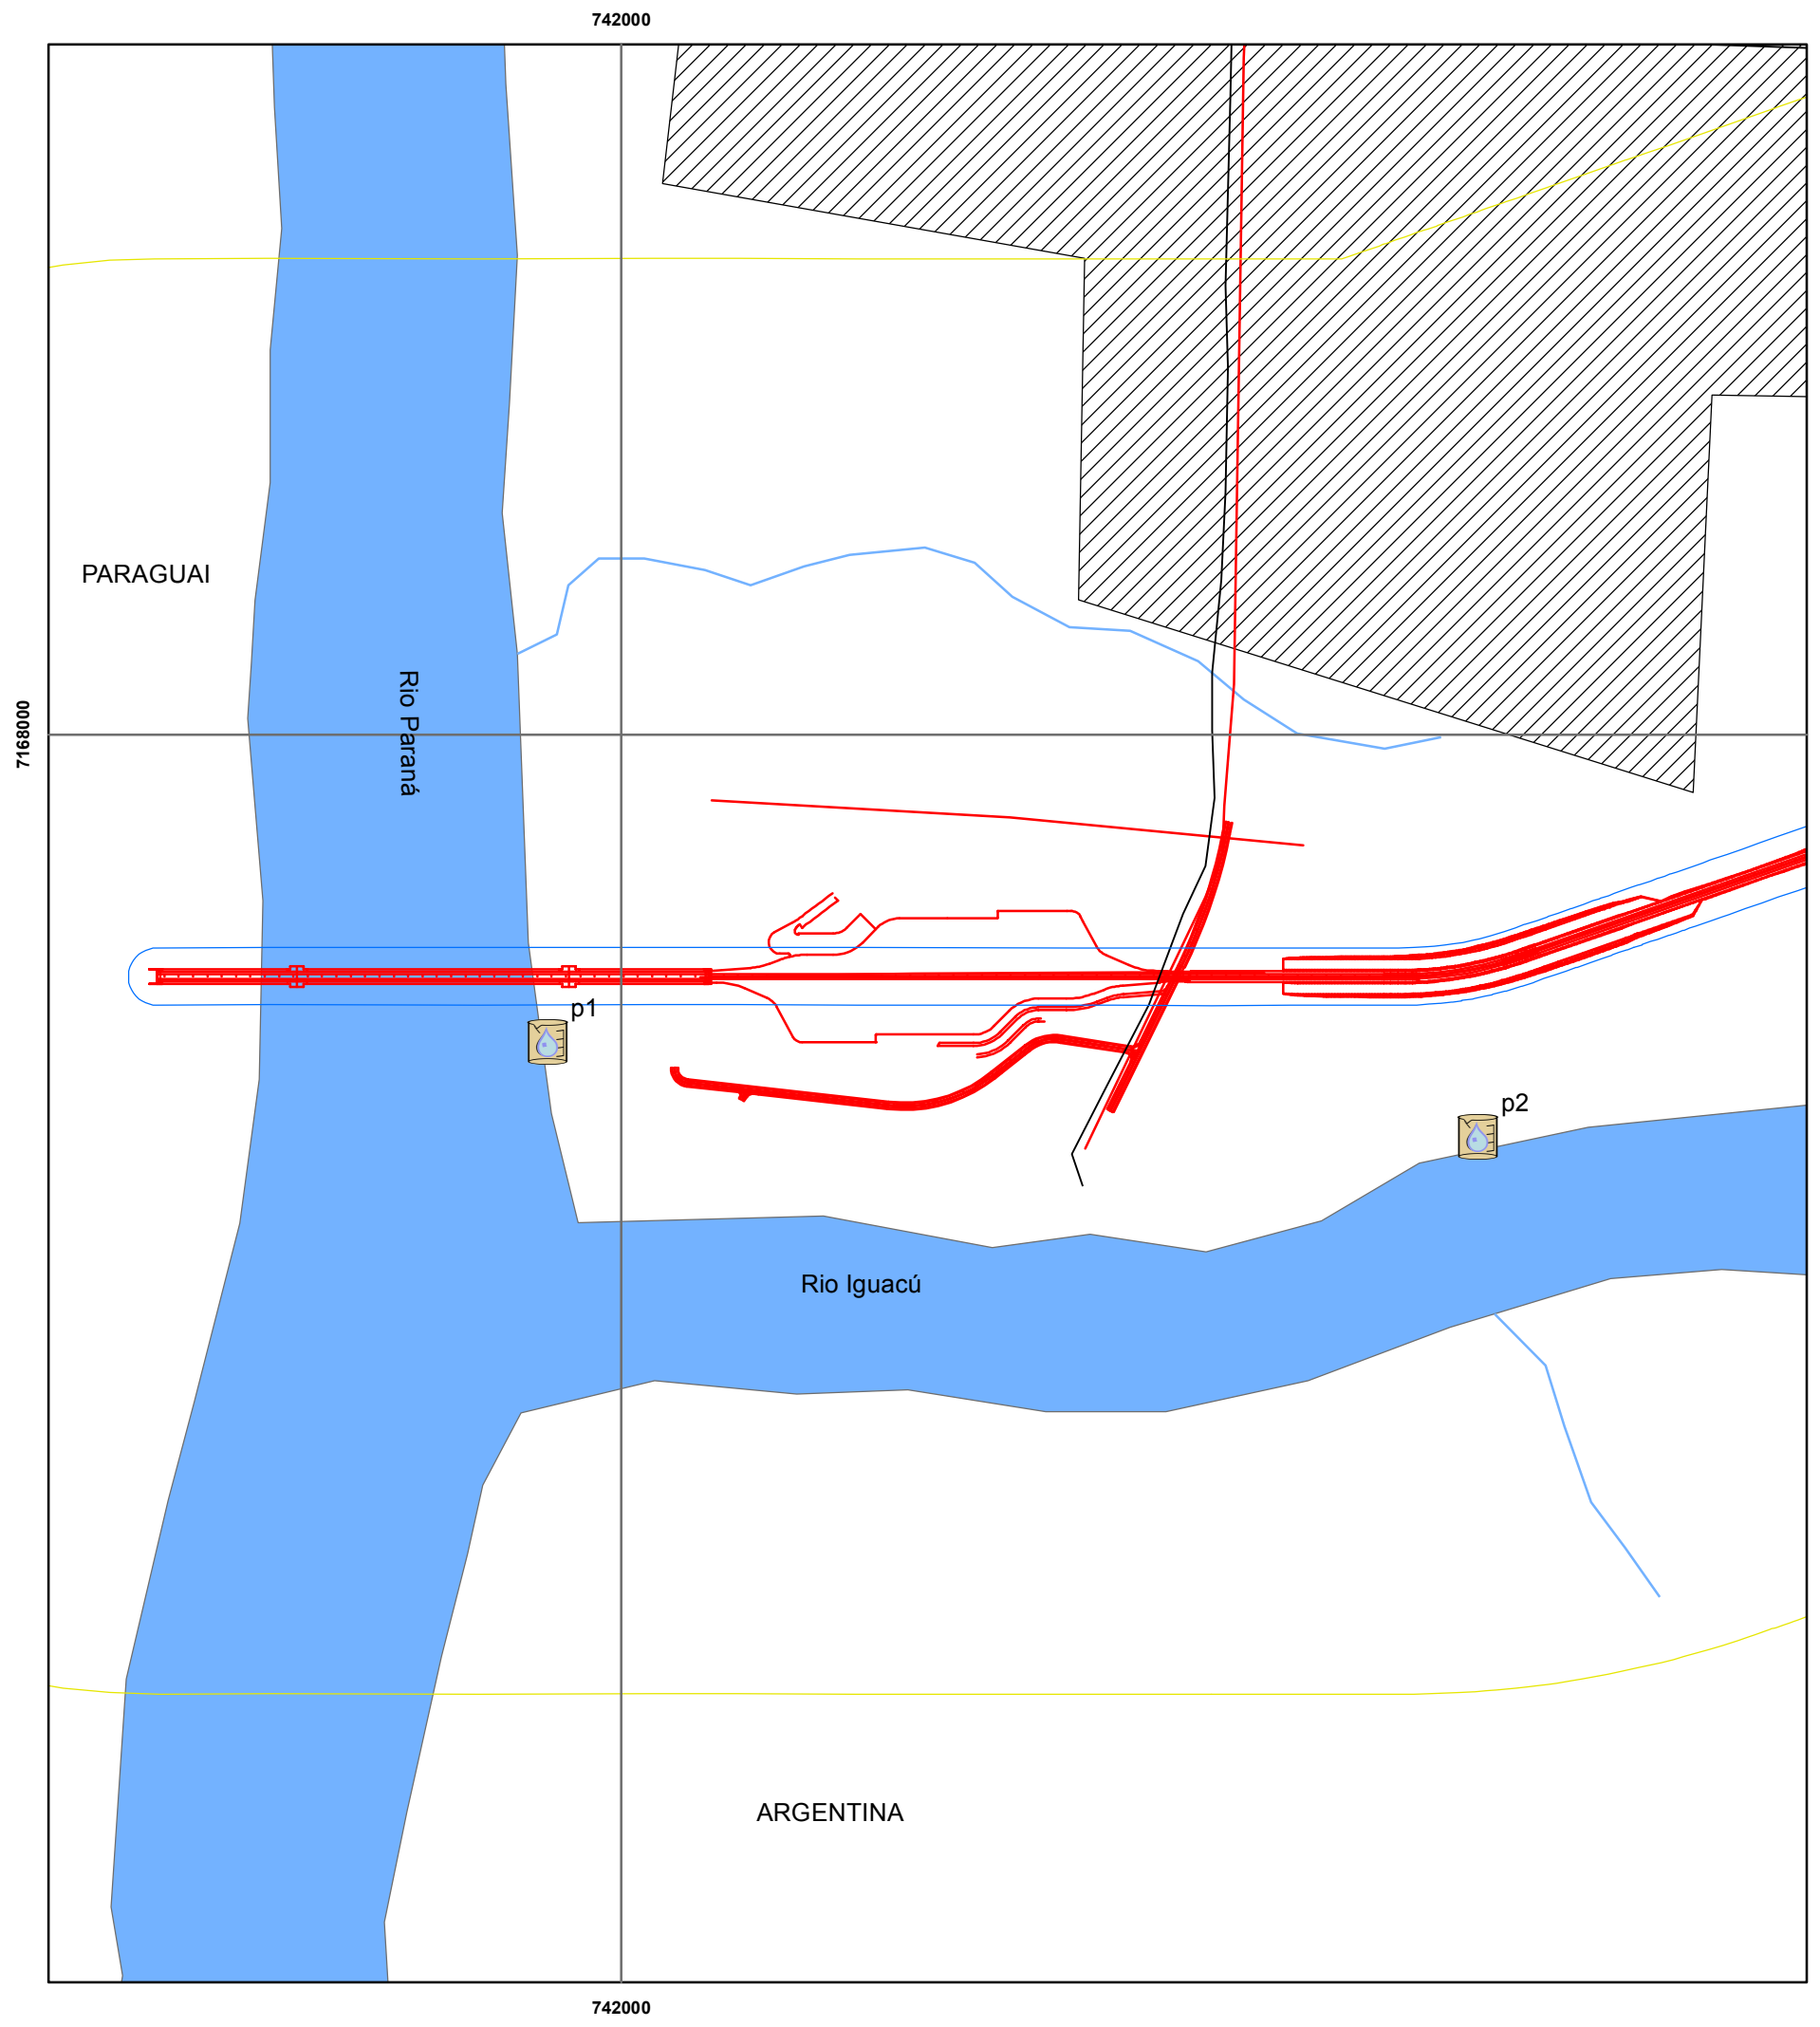 742000
PARAGUAI
Rio Paraná
7168000
p1
p2
Rio Iguacú
ARGENTINA
742000